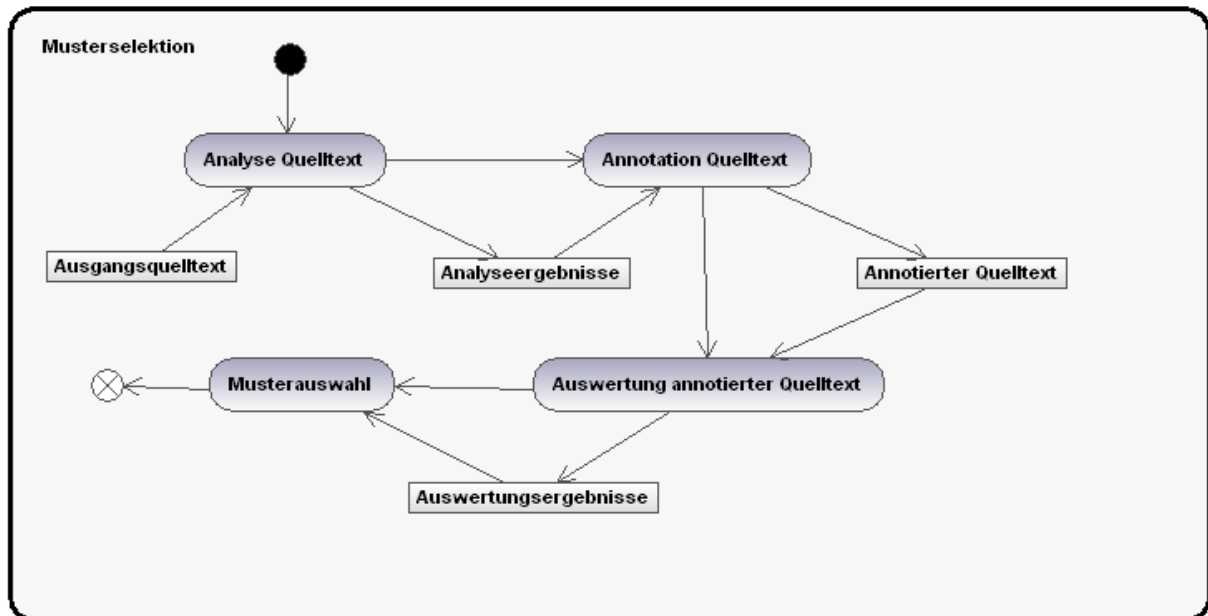 Musterselektion
Analyse Quelltext
Annotation Quelltext
Ausgangsquelltext
Analyseergebnisse
Annotierter Quelltext
Musterauswahl
Auswertung annotierter Quelltext
Auswertungsergebnisse